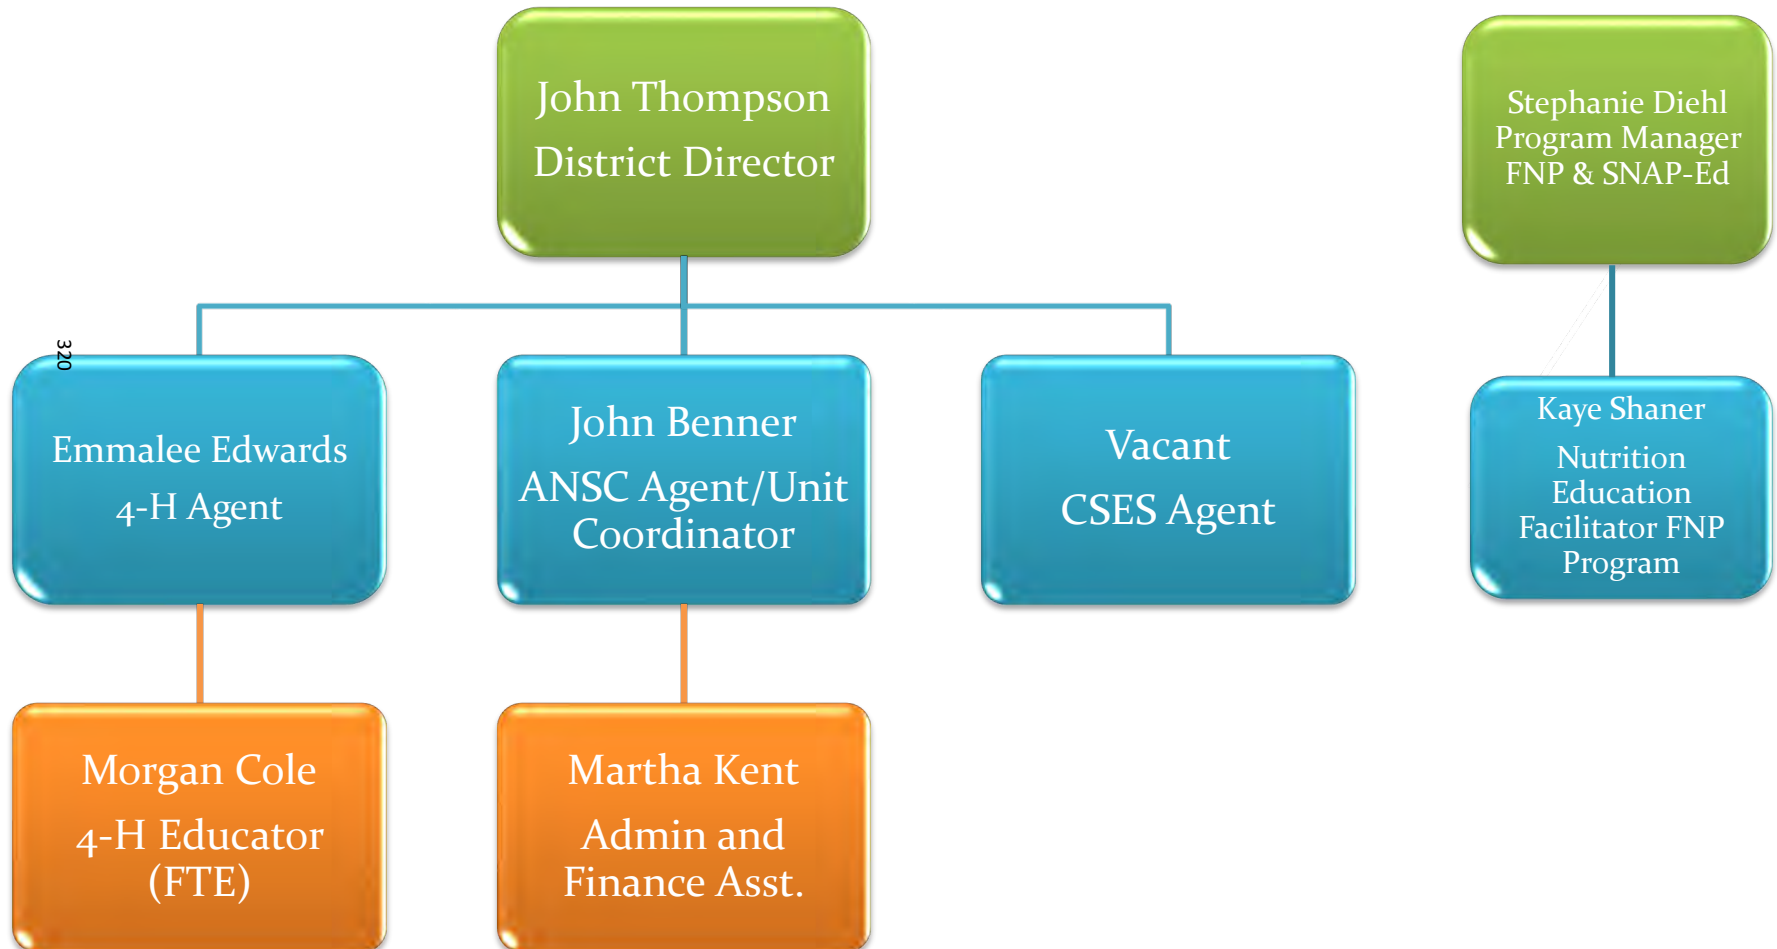 John Thompson
District Director
Stephanie Diehl
Program Manager
FNP & SNAP-Ed
320
Emmalee Edwards
4-H Agent
John Benner
ANSC Agent/Unit
Coordinator
Vacant
CSES Agent
Kaye Shaner
Nutrition
Education
Facilitator FNP
Program
Morgan Cole
4-H Educator
(FTE)
Martha Kent
Admin and
Finance Asst.